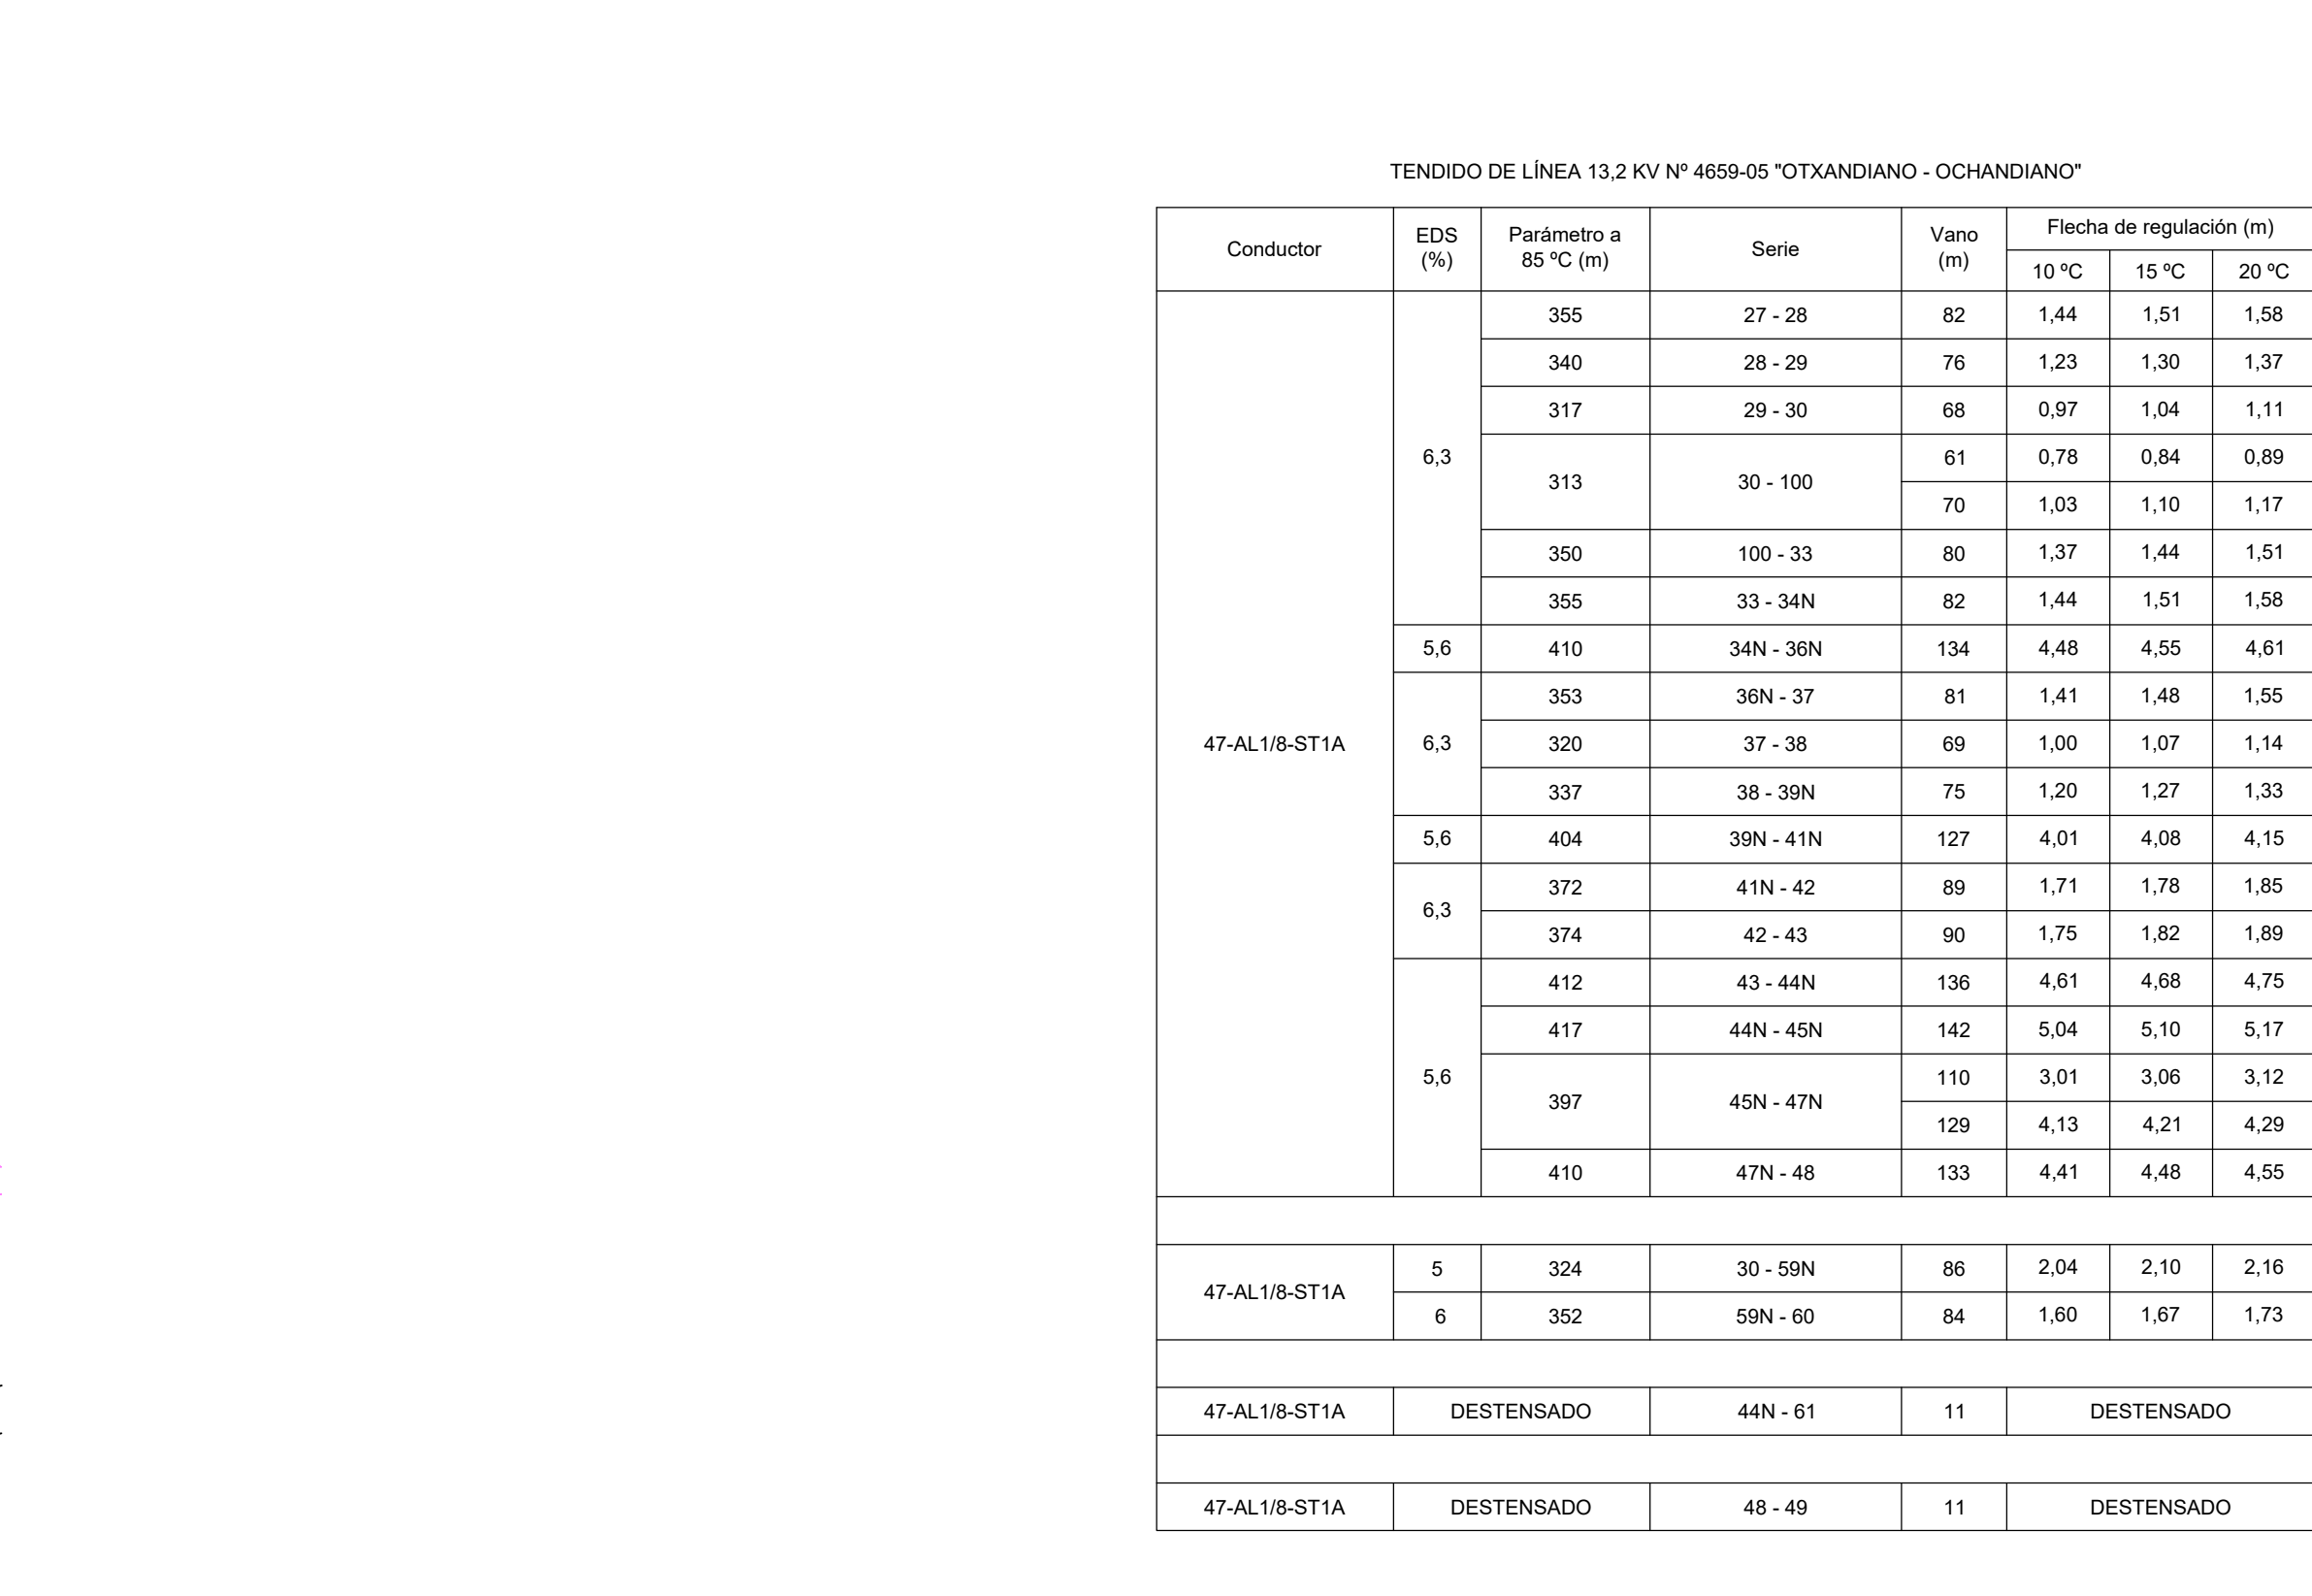 TENDIDO DE LÍNEA 13,2 KV Nº 4659-05 "OTXANDIANO - OCHANDIANO"
Conductor EDS (%) Parámetro a 85 ºC (m) Serie Vano (m) Flecha de regulación (m)
10 ºC 15 ºC 20 ºC
355 27 - 28 82 1,44 1,51 1,58
340 28 - 29 76 1,23 1,30 1,37
317 29 - 30 68 0,97 1,04 1,11
6,3 61 0,78 0,84 0,89
313 30 - 100
70 1,03 1,10 1,17
350 100 - 33 80 1,37 1,44 1,51
355 33 - 34N 82 1,44 1,51 1,58
5,6 410 34N - 36N 134 4,48 4,55 4,61
353 36N - 37 81 1,41 1,48 1,55
47-AL1/8-ST1A 6,3 320 37 - 38 69 1,00 1,07 1,14
337 38 - 39N 75 1,20 1,27 1,33
5,6 404 39N - 41N 127 4,01 4,08 4,15
372 41N - 42 89 1,71 1,78 1,85
6,3
374 42 - 43 90 1,75 1,82 1,89
412 43 - 44N 136 4,61 4,68 4,75
417 44N - 45N 142 5,04 5,10 5,17
5,6 110 3,01 3,06 3,12
397 45N - 47N
129 4,13 4,21 4,29
410 47N - 48 133 4,41 4,48 4,55
5 324 30 - 59N 86 2,04 2,10 2,16
47-AL1/8-ST1A
6 352 59N - 60 84 1,60 1,67 1,73
47-AL1/8-ST1A DESTENSADO 44N - 61 11 DESTENSADO
47-AL1/8-ST1A DESTENSADO 48 - 49 11 DESTENSADO